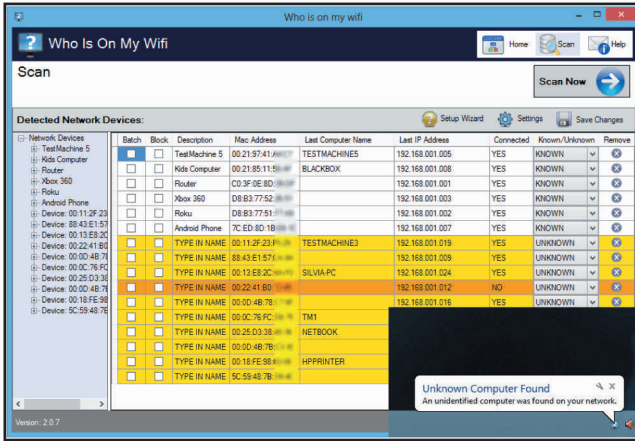 Who is on my wifi
Who Is On My Wifi
Home
Scan
Help
Scan
Scan Now
Detected Network Devices:
Setup Wizard
Settings
Save Changes
Network Devices
TestMachine 5
Kids Computer
Router
Xbox 360
Roku
Android Phone
Device: 00:11:2F:23
Device: 88:43:E1:57
Device: 00:13:E8:2C
Device: 00:22:41:B0
Device: 00:0D:4B:78
Device: 00:0C:76:FC
Device: 00:25:D3:38
Device: 00:0D:4B:7B
Device: 00:18:FE:98
Device: 5C:59:48:7B
Batch Block Description Mac Address Last Computer Name Last IP Address Connected Known/Unknown Remove
TestMachine 5 00:21:97:41: TESTMACHINE5 192.168.001.005 YES KNOWN
Kids Computer 00:21:85:11: BLACKBOX 192.168.001.008 YES KNOWN
Router C0:3F:0E:8D: 192.168.001.001 YES KNOWN
Xbox 360 D8:B3:77:52: 192.168.001.003 YES KNOWN
Roku D8:B3:77:51: 192.168.001.002 YES KNOWN
Android Phone 7C:ED:8D:1B 192.168.001.007 YES KNOWN
TYPE IN NAME 00:11:2F:23: TESTMACHINE3 192.168.001.019 YES UNKNOWN
TYPE IN NAME 88:43:E1:57: 192.168.001.009 YES UNKNOWN
TYPE IN NAME 00:13:E8:2C: SILVIA-PC 192.168.001.024 YES UNKNOWN
TYPE IN NAME 00:22:41:B0: 192.168.001.012 NO UNKNOWN
TYPE IN NAME 00:0D:4B:78: 192.168.001.016 YES UNKNOWN
TYPE IN NAME 00:0C:76:FC: TM1
TYPE IN NAME 00:25:D3:38: NETBOOK
TYPE IN NAME 00:0D:4B:7B:
TYPE IN NAME 00:18:FE:98: HPPRINTER
TYPE IN NAME 5C:59:48:7B:
Unknown Computer Found
An unidentified computer was found on your network.
Version: 2.0.7